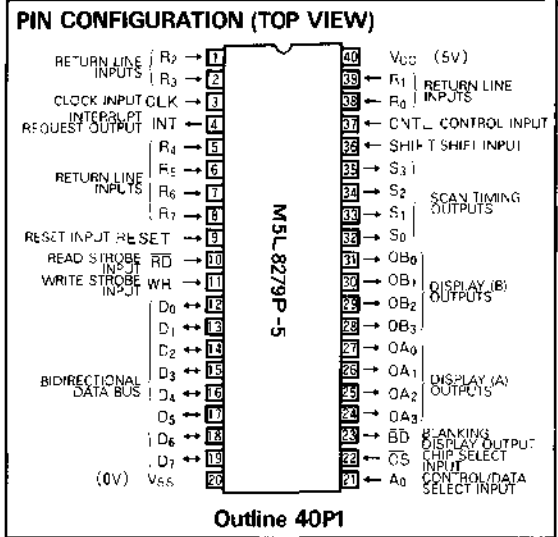 PIN CONFIGURATION (TOP VIEW)
RETURN LINE INPUTS
R2 → 1
R3 → 2
CLOCK INPUT CLK → 3
INTERRUPT REQUEST OUTPUT INT ← 4
RETURN LINE INPUTS
R4 → 5
R5 → 6
R6 → 7
R7 → 8
RESET INPUT RESET → 9
READ STROBE INPUT RD → 10
WRITE STROBE INPUT WR → 11
BIDIRECTIONAL DATA BUS
D0 ↔ 12
D1 ↔ 13
D2 ↔ 14
D3 ↔ 15
D4 ↔ 16
D5 ↔ 17
D6 ↔ 18
D7 ↔ 19
(0V) VSS 20
M5L8279P-5
40 VCC (5V)
39 ← R1
38 ← R0
RETURN LINE INPUTS
37 ← CNTL CONTROL INPUT
36 ← SHIFT SHIFT INPUT
35 → S3
34 → S2
33 → S1
32 → S0
SCAN TIMING OUTPUTS
31 → OB0
30 → OB1
29 → OB2
28 → OB3
DISPLAY (B) OUTPUTS
27 → OA0
26 → OA1
25 → OA2
24 → OA3
DISPLAY (A) OUTPUTS
23 → BD BLANKING DISPLAY OUTPUT
22 ← CS CHIP SELECT INPUT
21 ← A0 CONTROL/DATA SELECT INPUT
Outline 40P1